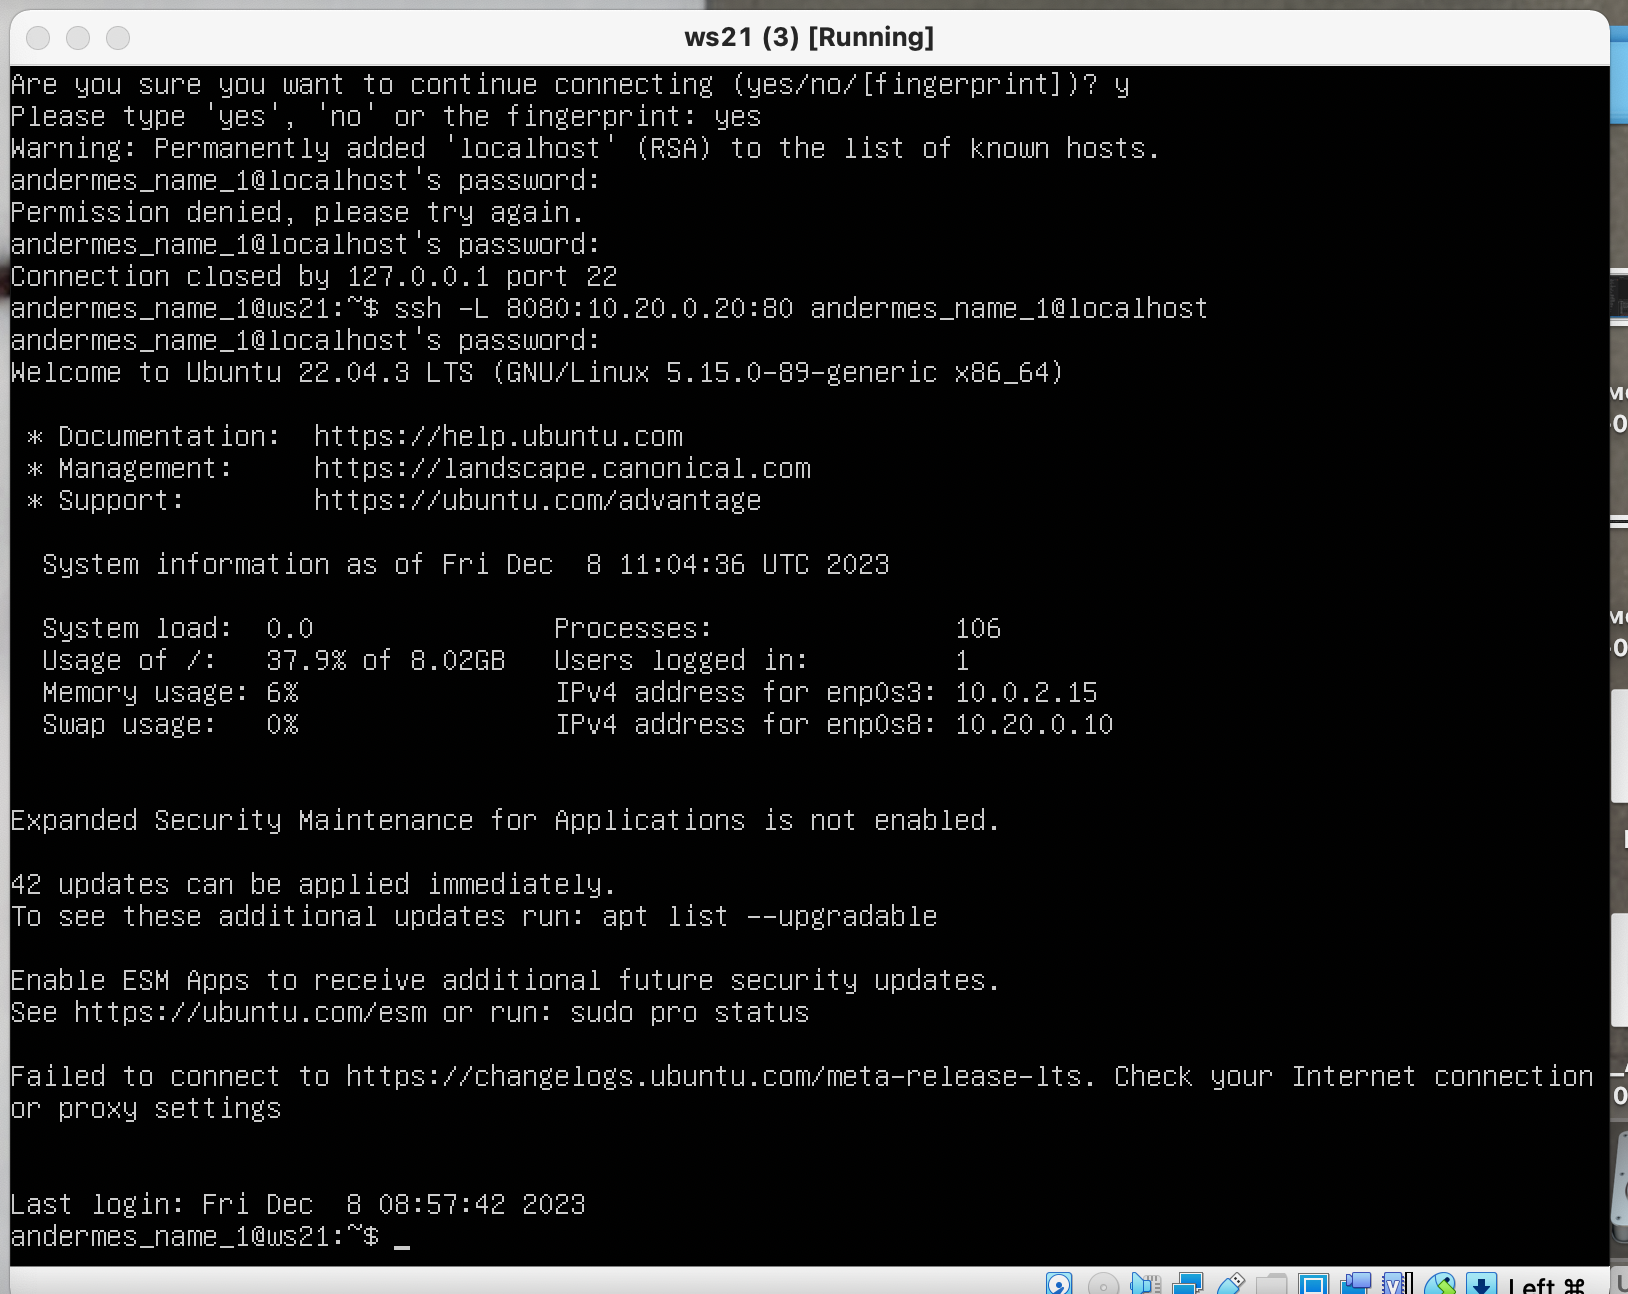 ws21 (3) [Running]
Are you sure you want to continue connecting (yes/no/[fingerprint])? y
Please type 'yes', 'no' or the fingerprint: yes
Warning: Permanently added 'localhost' (RSA) to the list of known hosts.
andermes_name_1@localhost's password:
Permission denied, please try again.
andermes_name_1@localhost's password:
Connection closed by 127.0.0.1 port 22
andermes_name_1@ws21:~$ ssh -L 8080:10.20.0.20:80 andermes_name_1@localhost
andermes_name_1@localhost's password:
Welcome to Ubuntu 22.04.3 LTS (GNU/Linux 5.15.0-89-generic x86_64)
* Documentation:  https://help.ubuntu.com
* Management:     https://landscape.canonical.com
* Support:        https://ubuntu.com/advantage
System information as of Fri Dec  8 11:04:36 UTC 2023
System load:  0.0               Processes:               106
Usage of /:   37.9% of 8.02GB   Users logged in:         1
Memory usage: 6%                IPv4 address for enp0s3: 10.0.2.15
Swap usage:   0%                IPv4 address for enp0s8: 10.20.0.10
Expanded Security Maintenance for Applications is not enabled.
42 updates can be applied immediately.
To see these additional updates run: apt list --upgradable
Enable ESM Apps to receive additional future security updates.
See https://ubuntu.com/esm or run: sudo pro status
Failed to connect to https://changelogs.ubuntu.com/meta-release-lts. Check your Internet connection
or proxy settings
Last login: Fri Dec  8 08:57:42 2023
andermes_name_1@ws21:~$ _
Left ⌘